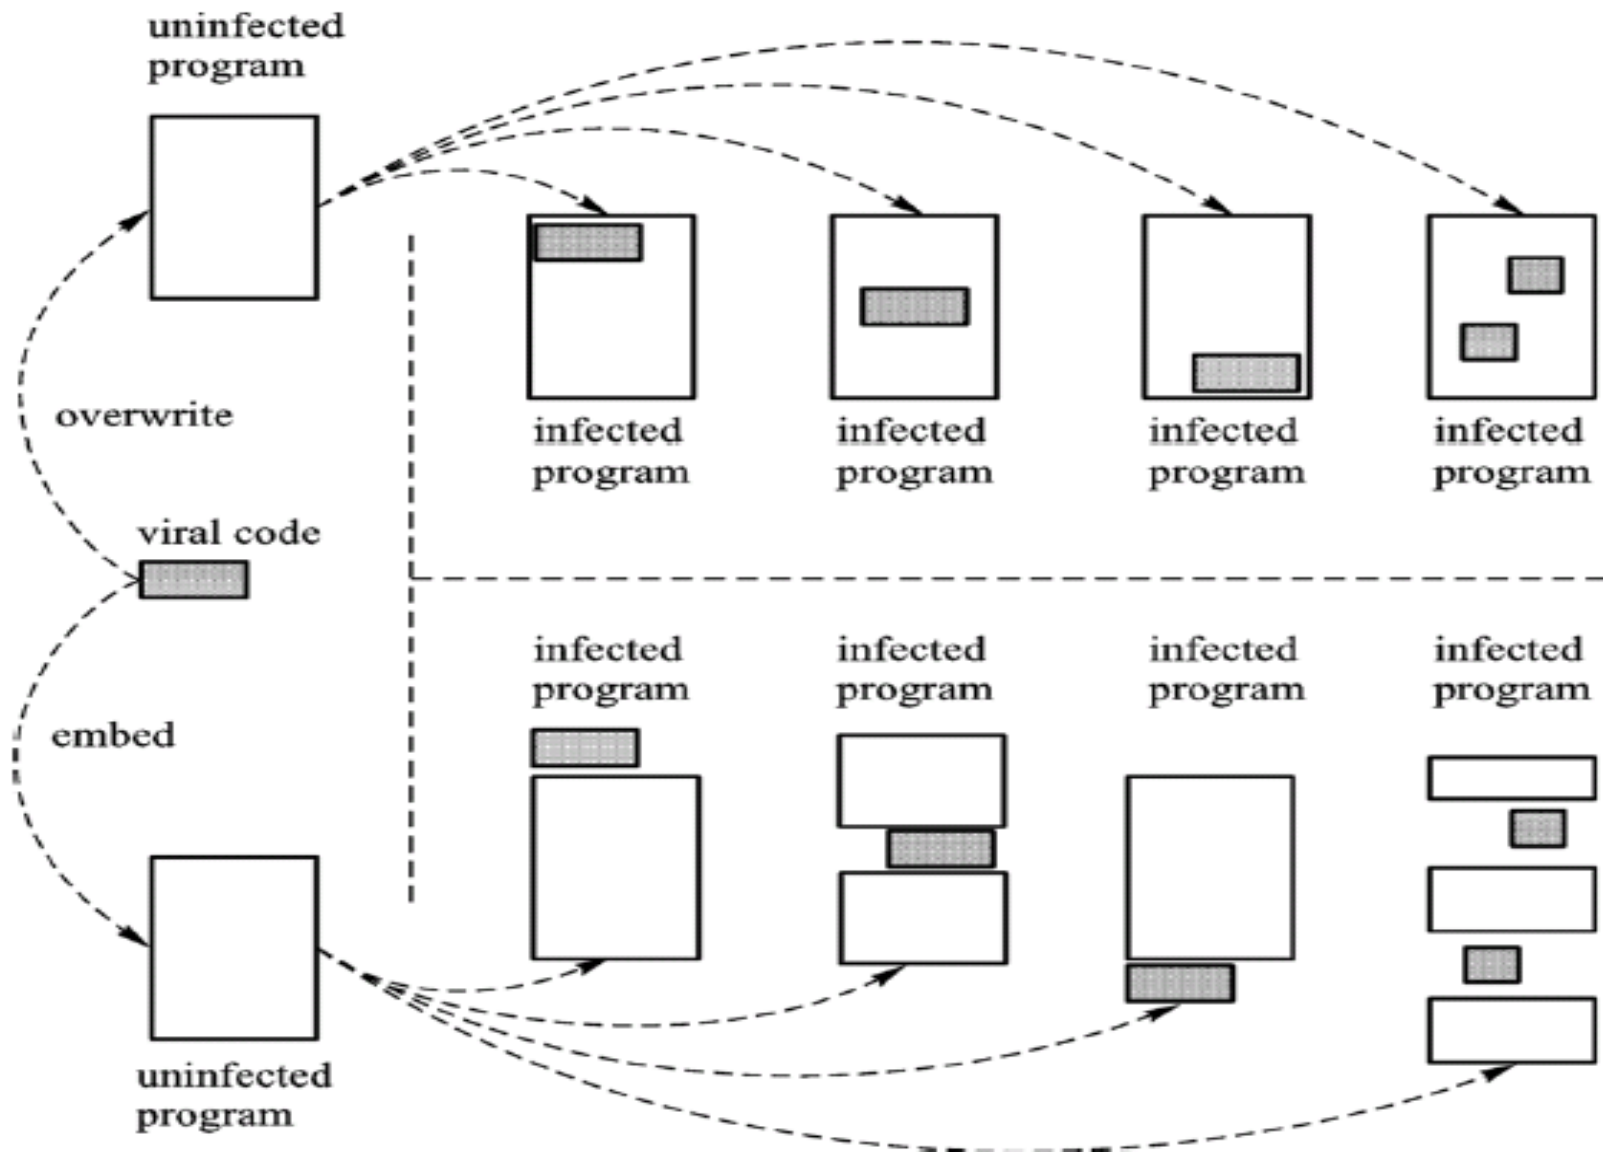 uninfected
program
overwrite
viral code
embed
uninfected
program
infected
program
infected
program
infected
program
infected
program
infected
program
infected
program
infected
program
infected
program